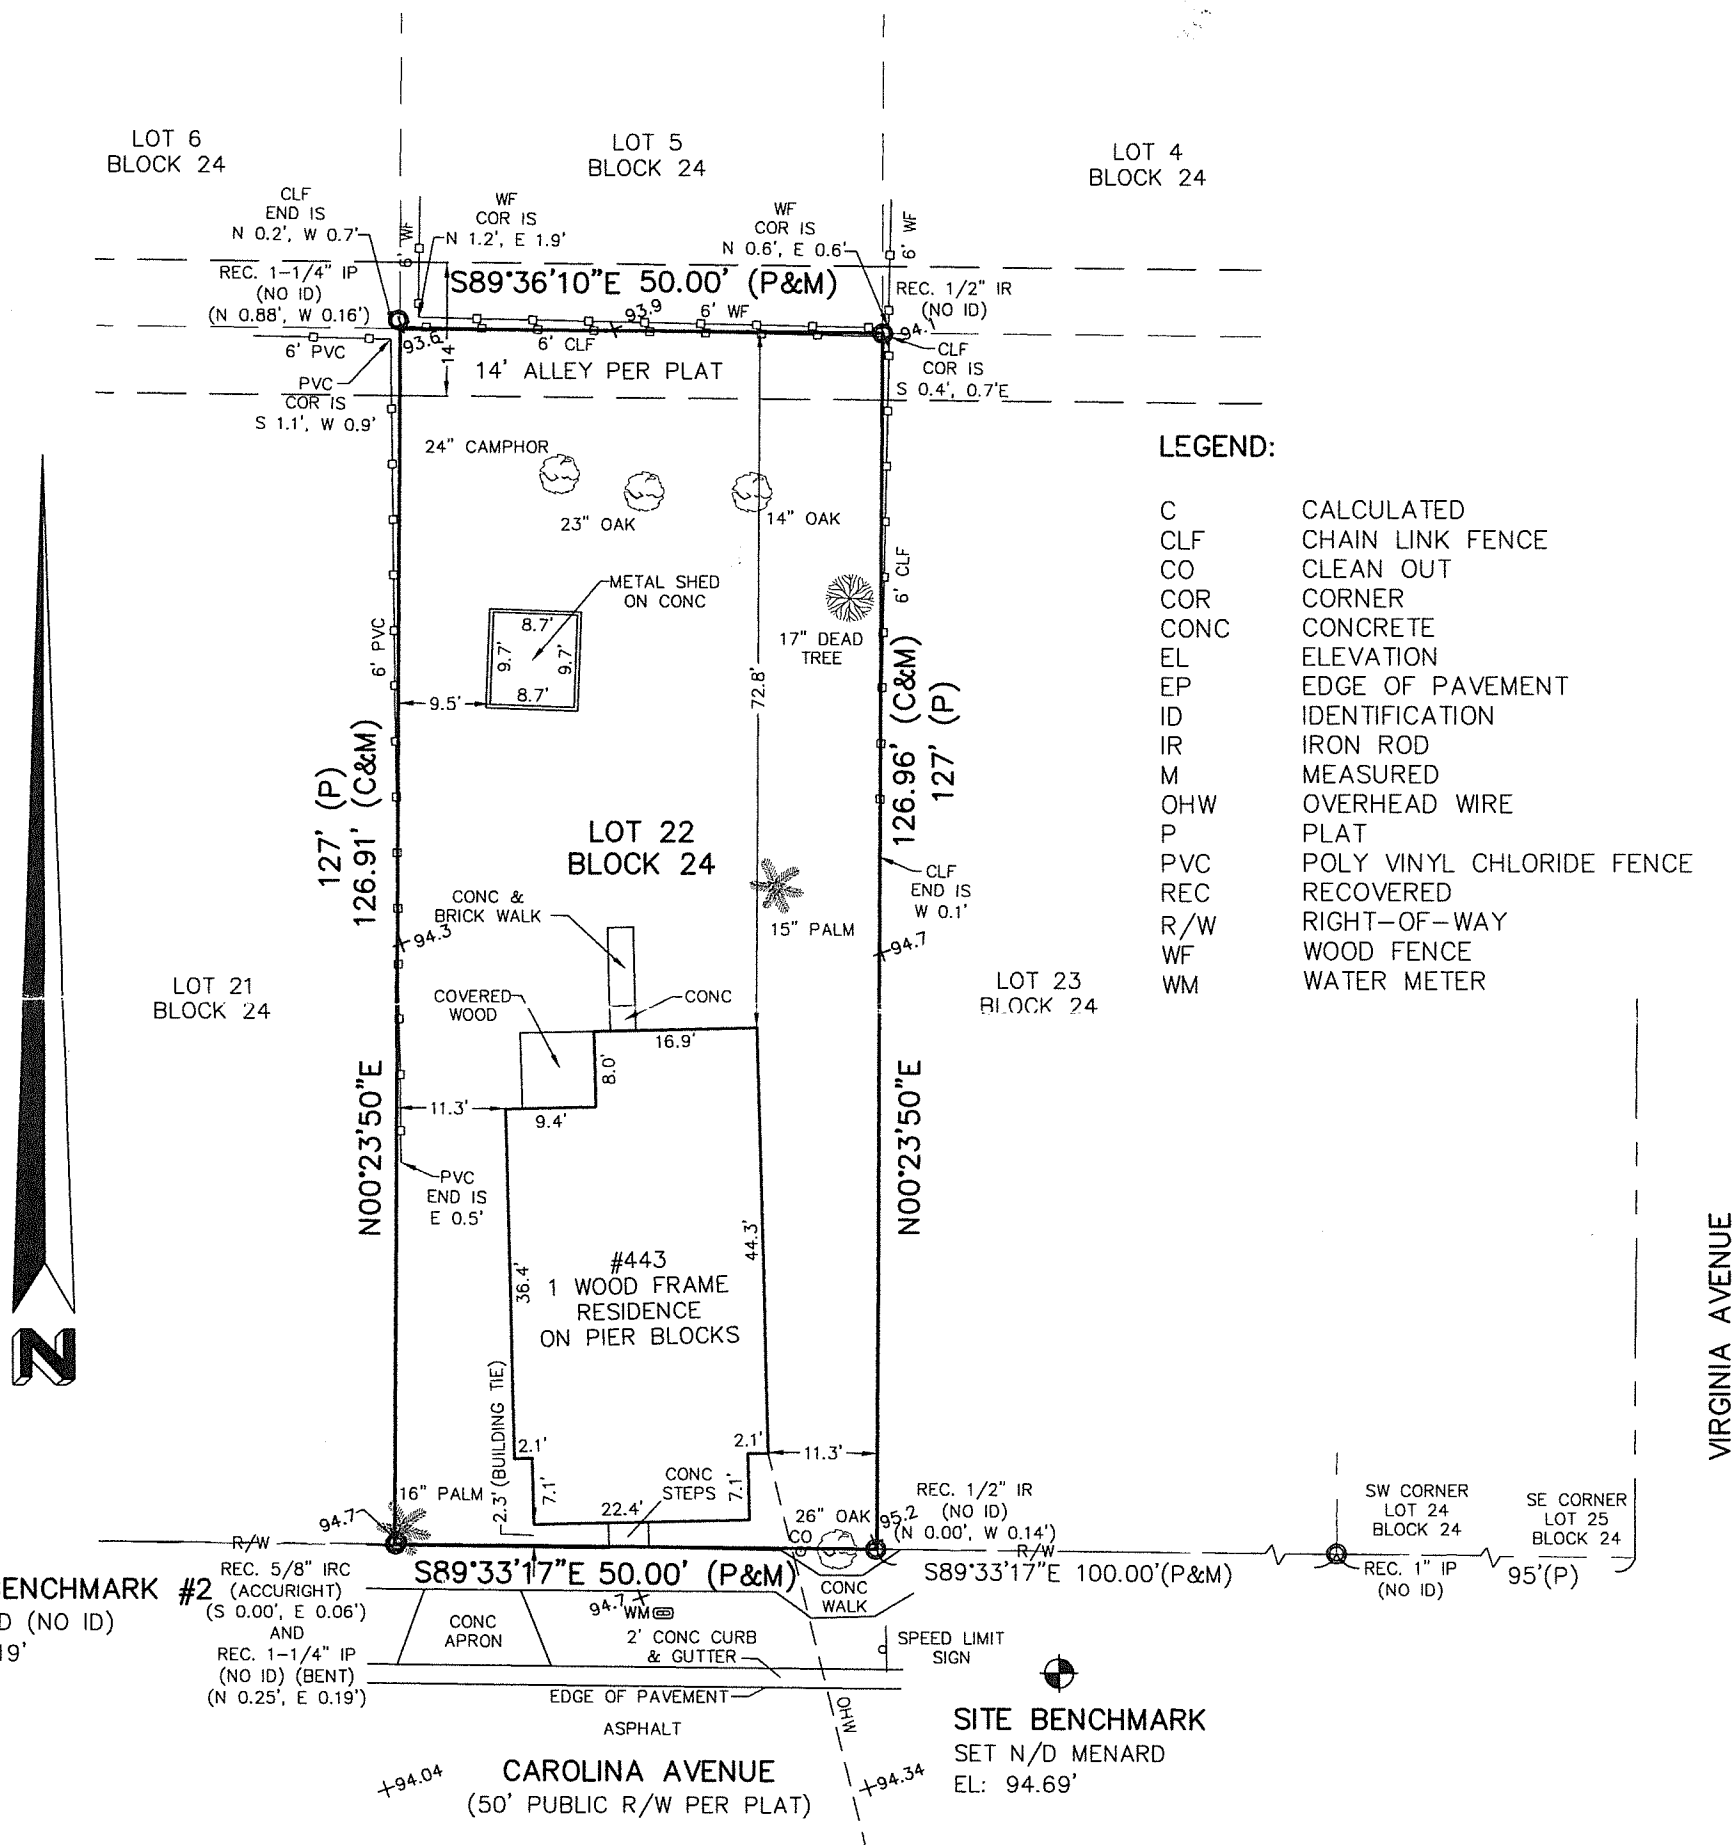 LOT 6
BLOCK 24
LOT 5
BLOCK 24
LOT 4
BLOCK 24
CLF
END IS
N 0.2', W 0.7'
6' WF
WF
COR IS
N 1.2', E 1.9'
WF
COR IS
N 0.6', E 0.6'
6' WF
REC. 1-1/4" IP
(NO ID)
(N 0.88', W 0.16')
S89°36'10"E 50.00' (P&M)
REC. 1/2" IR
(NO ID)
93.9
6' WF
94.1
93.6
6' CLF
14'
6' PVC
PVC
COR IS
S 1.1', W 0.9'
14' ALLEY PER PLAT
CLF
COR IS
S 0.4', 0.7'E
24" CAMPHOR
23" OAK
14" OAK
METAL SHED
ON CONC
8.7'
9.7'
9.7'
8.7'
9.5'
6' PVC
17" DEAD
TREE
6' CLF
72.8'
127' (P)
126.91' (C&M)
126.96' (C&M)
127' (P)
LOT 22
BLOCK 24
CONC &
BRICK WALK
15" PALM
CLF
END IS
W 0.1'
94.3
94.7
LOT 21
BLOCK 24
LOT 23
BLOCK 24
COVERED
WOOD
CONC
16.9'
8.0'
11.3'
9.4'
N00°23'50"E
N00°23'50"E
PVC
END IS
E 0.5'
36.4'
44.3'
#443
1 WOOD FRAME
RESIDENCE
ON PIER BLOCKS
2.3' (BUILDING TIE)
2.1'
7.1'
2.1'
7.1'
11.3'
CONC
STEPS
22.4'
16" PALM
94.7
26" OAK
CO
95.2
REC. 1/2" IR
(NO ID)
(N 0.00', W 0.14')
R/W
R/W
SW CORNER
LOT 24
BLOCK 24
SE CORNER
LOT 25
BLOCK 24
S89°33'17"E 50.00' (P&M)
S89°33'17"E 100.00'(P&M)
REC. 1" IP
(NO ID)
95'(P)
ENCHMARK #2
D (NO ID)
19'
REC. 5/8" IRC
(ACCURIGHT)
(S 0.00', E 0.06')
AND
REC. 1-1/4" IP
(NO ID) (BENT)
(N 0.25', E 0.19')
CONC
APRON
94.7
WM
CONC
WALK
2' CONC CURB
& GUTTER
SPEED LIMIT
SIGN
EDGE OF PAVEMENT
ASPHALT
OHW
94.04
94.34
CAROLINA AVENUE
(50' PUBLIC R/W PER PLAT)
SITE BENCHMARK
SET N/D MENARD
EL: 94.69'
VIRGINIA AVENUE
N
LEGEND:
C CALCULATED
CLF CHAIN LINK FENCE
CO CLEAN OUT
COR CORNER
CONC CONCRETE
EL ELEVATION
EP EDGE OF PAVEMENT
ID IDENTIFICATION
IR IRON ROD
M MEASURED
OHW OVERHEAD WIRE
P PLAT
PVC POLY VINYL CHLORIDE FENCE
REC RECOVERED
R/W RIGHT-OF-WAY
WF WOOD FENCE
WM WATER METER